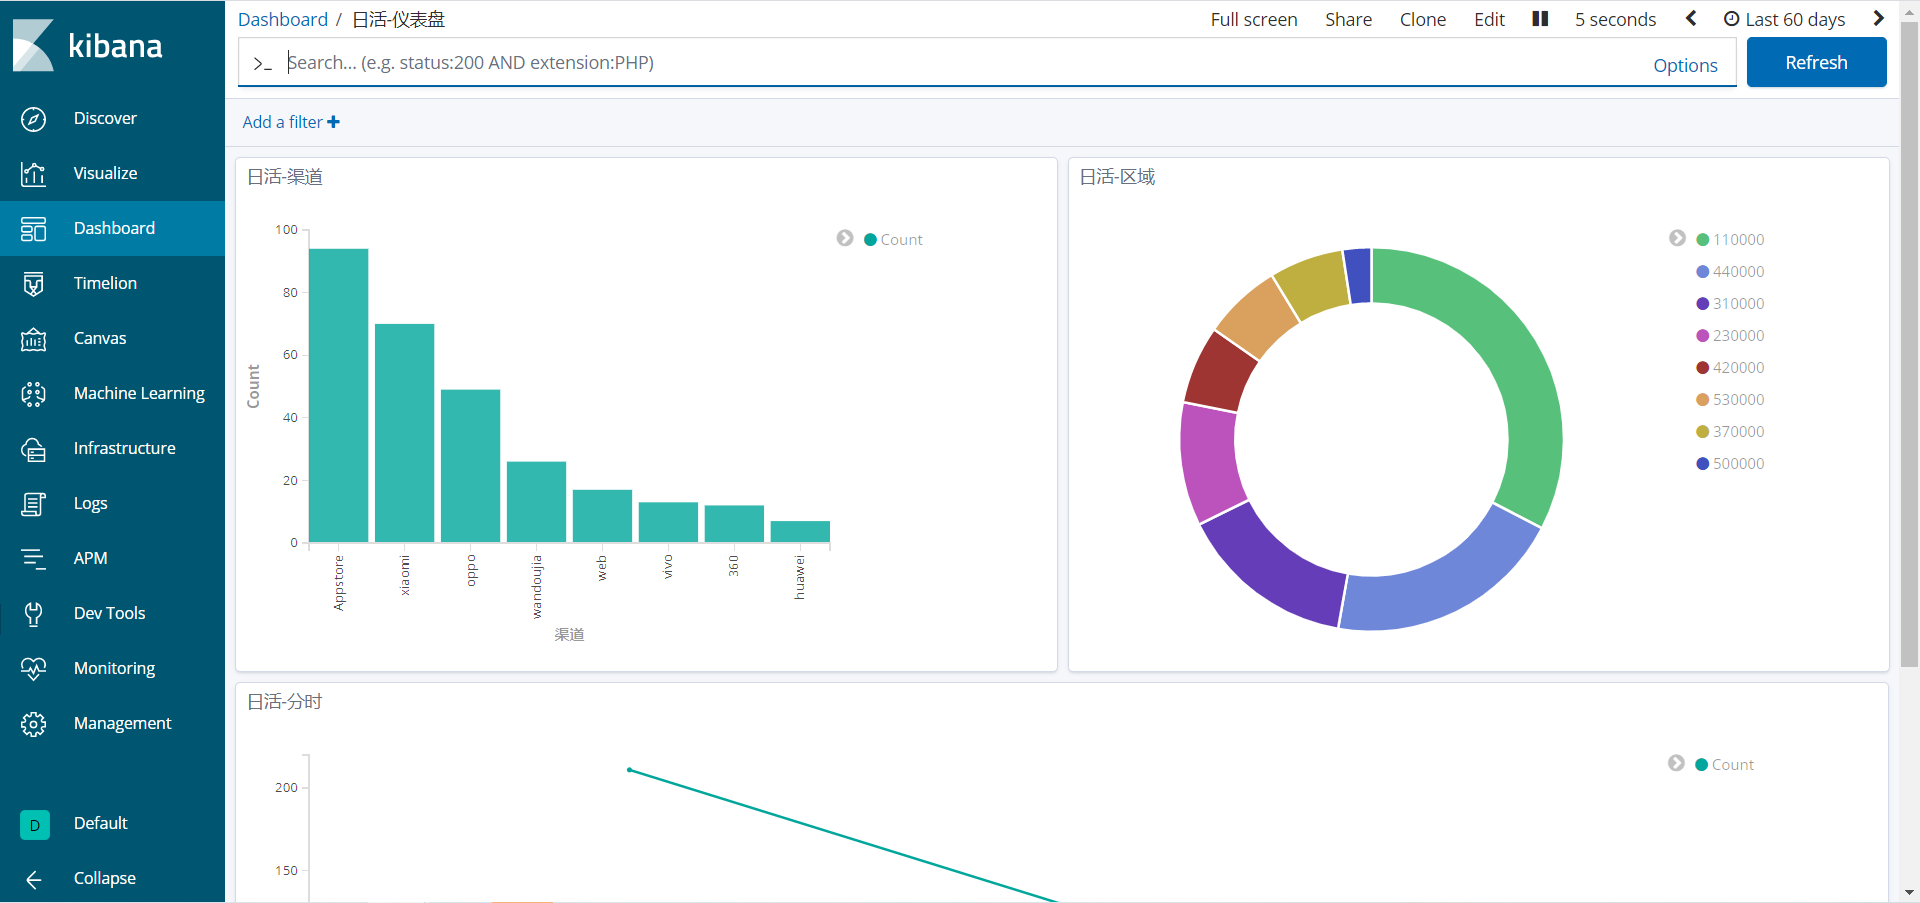 kibana
Discover
Visualize
Dashboard
Timelion
Canvas
Machine Learning
Infrastructure
Logs
APM
Dev Tools
Monitoring
Management
D Default
Collapse
Dashboard / 日活-仪表盘
Full screen Share Clone Edit 5 seconds Last 60 days
>_ Search... (e.g. status:200 AND extension:PHP) Options Refresh
Add a filter
日活-渠道
Count
100
80
60
40
20
0
Count
Appstore
xiaomi
oppo
wandoujia
web
vivo
360
huawei
渠道
日活-区域
110000
440000
310000
230000
420000
530000
370000
500000
日活-分时
200
150
Count